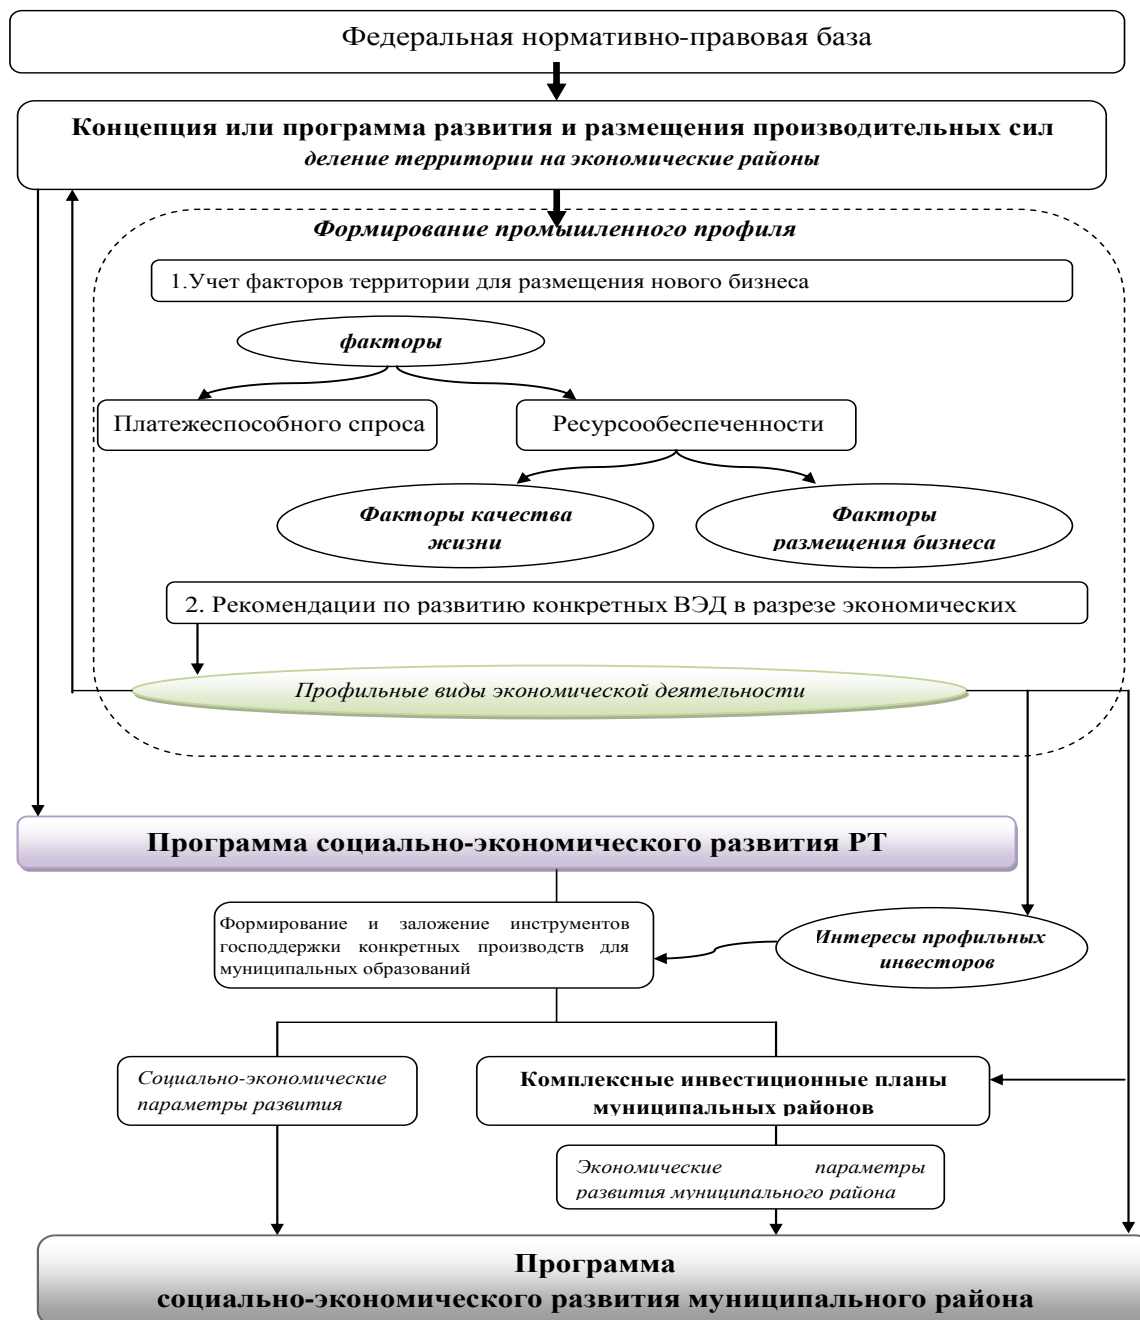 Федеральная нормативно-правовая база
Концепция или программа развития и размещения производительных сил
деление территории на экономические районы
Формирование промышленного профиля
1.Учет факторов территории для размещения нового бизнеса
факторы
Платежеспособного спроса
Ресурсообеспеченности
Факторы качества
жизни
Факторы
размещения бизнеса
2. Рекомендации по развитию конкретных ВЭД в разрезе экономических
Профильные виды экономической деятельности
Программа социально-экономического развития РТ
Формирование и заложение инструментов
господдержки конкретных производств для
муниципальных образований
Интересы профильных
инвесторов
Социально-экономические
параметры развития
Комплексные инвестиционные планы
муниципальных районов
Экономические параметры
развития муниципального района
Программа
социально-экономического развития муниципального района